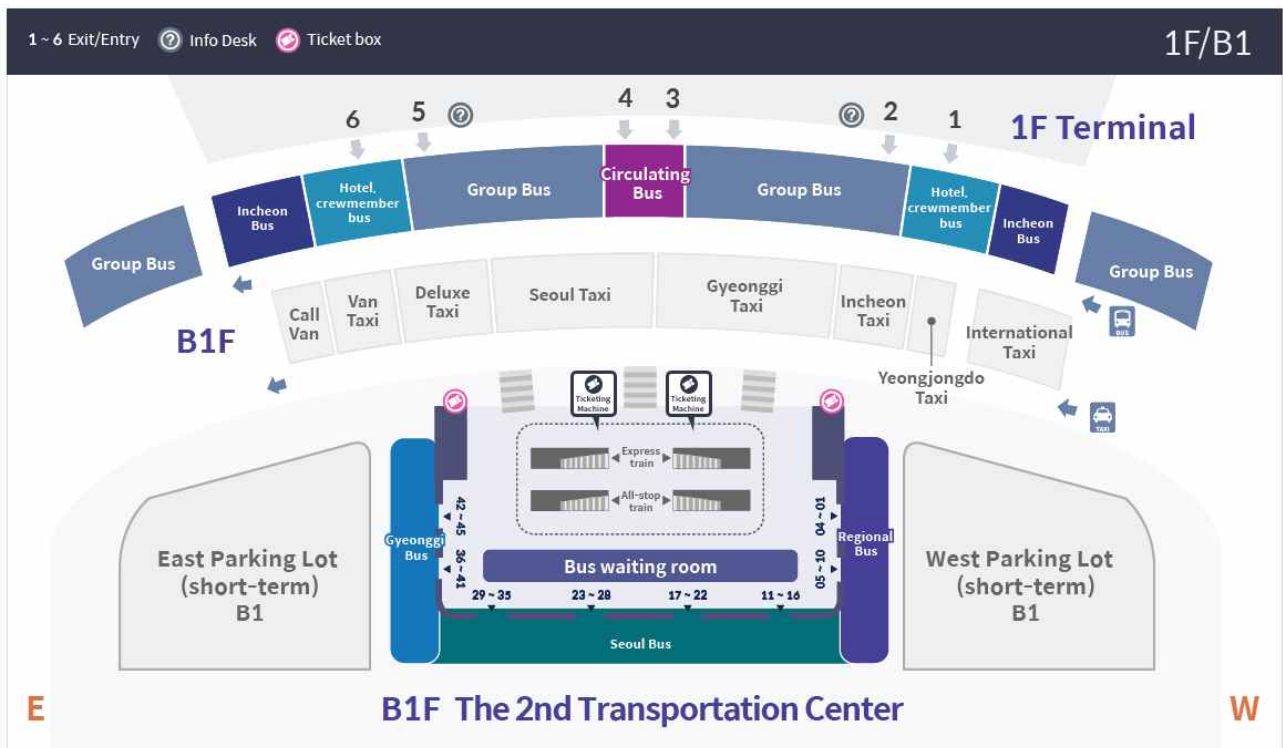 1 ~ 6 Exit/Entry
Info Desk
Ticket box
1F/B1
6
5
4
3
2
1
1F Terminal
Group Bus
Incheon
Bus
Hotel,
crewmember
bus
Group Bus
Circulating
Bus
Group Bus
Hotel,
crewmember
bus
Incheon
Bus
Group Bus
BUS
B1F
Call
Van
Van
Taxi
Deluxe
Taxi
Seoul Taxi
Gyeonggi
Taxi
Incheon
Taxi
Yeongjongdo
Taxi
International
Taxi
TAXI
Ticketing
Machine
Ticketing
Machine
Express
train
All-stop
train
42 ~ 45
36 ~ 41
04 ~ 01
05 ~ 10
Gyeonggi
Bus
Regional
Bus
Bus waiting room
29 ~ 35
23 ~ 28
17 ~ 22
11 ~ 16
Seoul Bus
East Parking Lot
(short-term)
B1
West Parking Lot
(short-term)
B1
E
B1F The 2nd Transportation Center
W